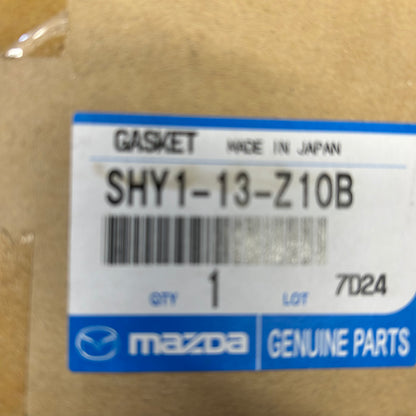 GASKET MADE IN JAPAN
SHY1-13-Z10B
QTY 1 LOT 7D24
mazda GENUINE PARTS